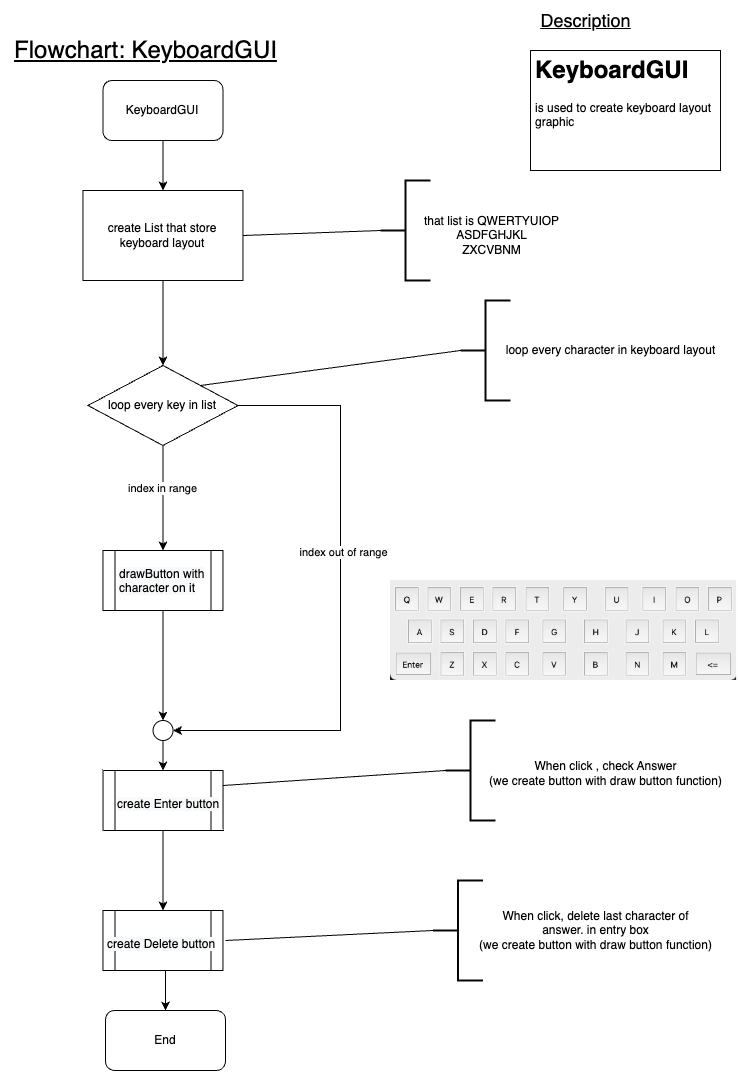 Description
Flowchart: KeyboardGUI
KeyboardGUI
is used to create keyboard layout
graphic
KeyboardGUI
create List that store
keyboard layout
that list is QWERTYUIOP
ASDFGHJKL
ZXCVBNM
loop every character in keyboard layout
loop every key in list
index in range
index out of range
drawButton with
character on it
Q W E R T Y U I O P
A S D F G H J K L
Enter Z X C V B N M <=
When click , check Answer
(we create button with draw button function)
create Enter button
When click, delete last character of
answer. in entry box
(we create button with draw button function)
create Delete button
End